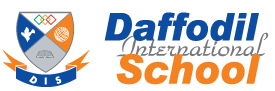 Daffodil
International
School
DIS